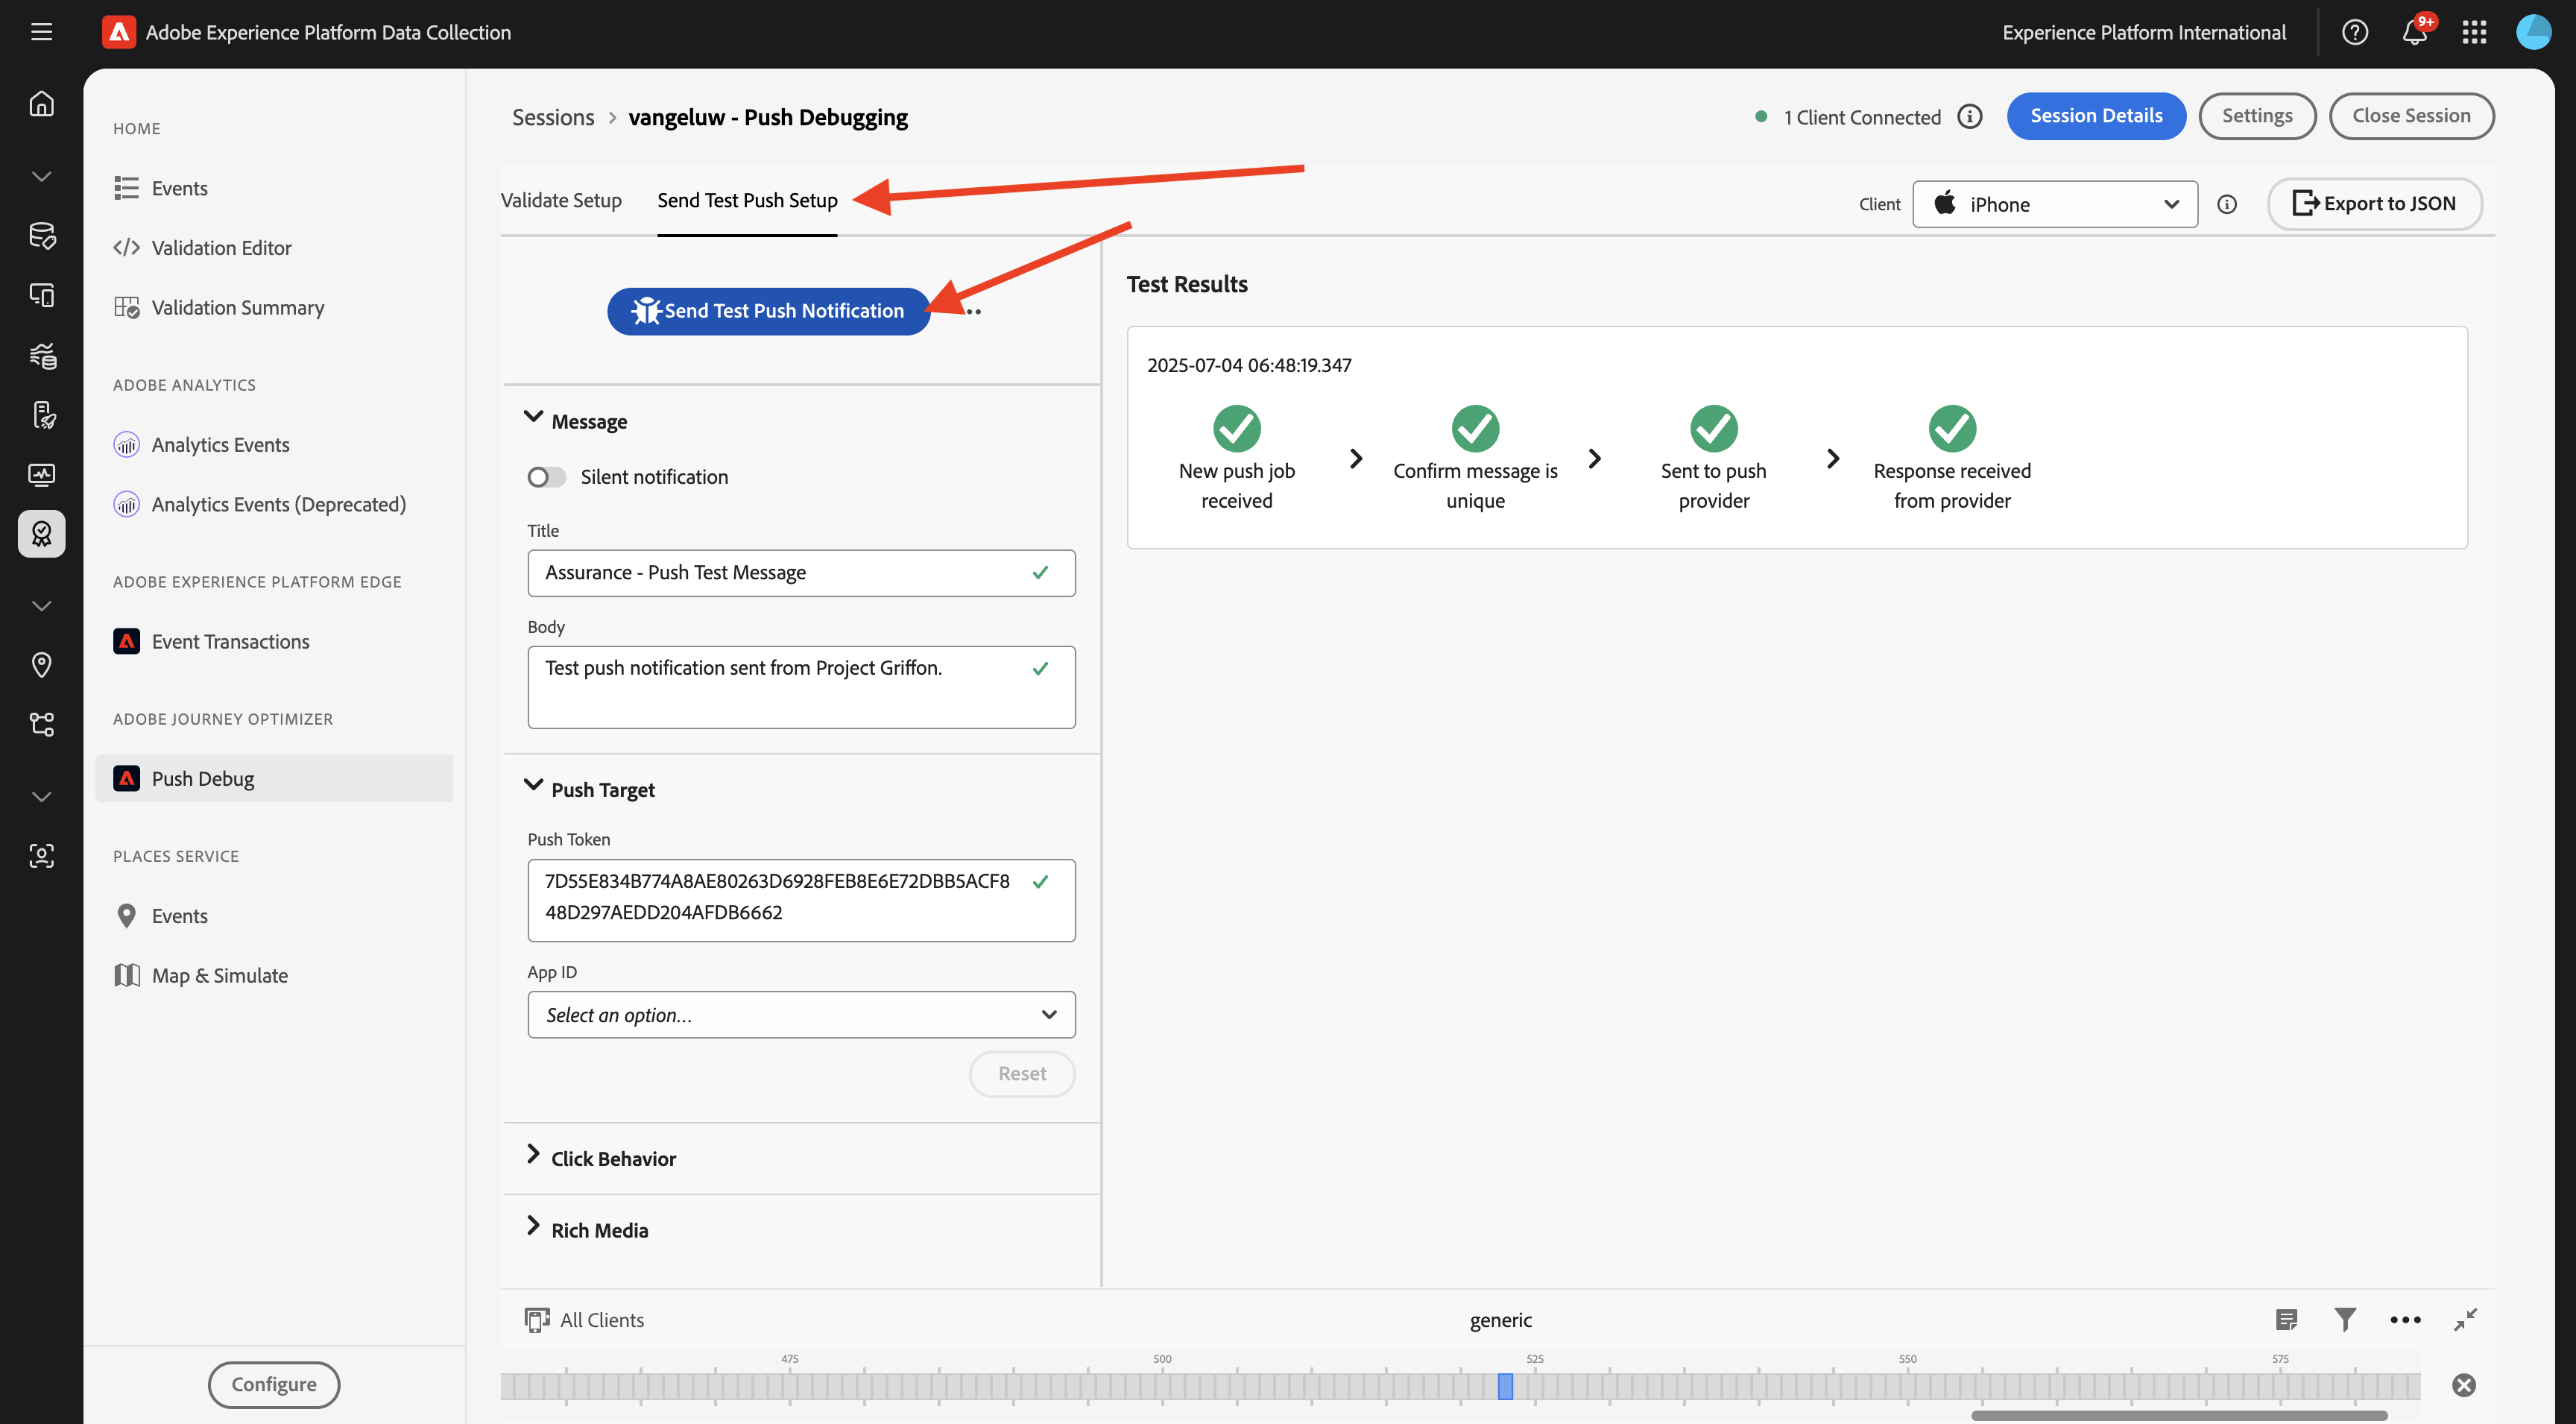 Adobe Experience Platform Data Collection
Experience Platform International
9+
HOME
Events
Validation Editor
Validation Summary
ADOBE ANALYTICS
Analytics Events
Analytics Events (Deprecated)
ADOBE EXPERIENCE PLATFORM EDGE
Event Transactions
ADOBE JOURNEY OPTIMIZER
Push Debug
PLACES SERVICE
Events
Map & Simulate
Configure
Sessions > vangeluw - Push Debugging
1 Client Connected
Session Details
Settings
Close Session
Validate Setup
Send Test Push Setup
Client
iPhone
Export to JSON
Send Test Push Notification
Message
Silent notification
Title
Assurance - Push Test Message
Body
Test push notification sent from Project Griffon.
Push Target
Push Token
7D55E834B774A8AE80263D6928FEB8E6E72DBB5ACF8
48D297AEDD204AFDB6662
App ID
Select an option...
Reset
Click Behavior
Rich Media
Test Results
2025-07-04 06:48:19.347
New push job
received
Confirm message is
unique
Sent to push
provider
Response received
from provider
All Clients
generic
475
500
525
550
575